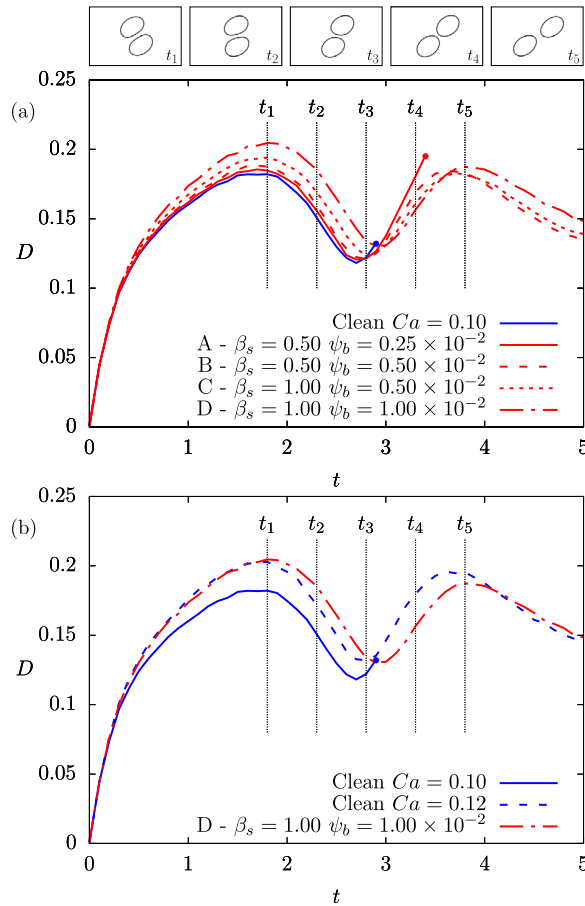 t₁ t₂ t₃ t₄ t₅
(a)
0.25
0.2
0.15
0.1
0.05
0
D
t₁ t₂ t₃ t₄ t₅
Clean Ca = 0.10
A - βₛ = 0.50 ψ_b = 0.25 × 10⁻²
B - βₛ = 0.50 ψ_b = 0.50 × 10⁻²
C - βₛ = 1.00 ψ_b = 0.50 × 10⁻²
D - βₛ = 1.00 ψ_b = 1.00 × 10⁻²
0 1 2 3 4 5
t
(b)
0.25
0.2
0.15
0.1
0.05
0
D
t₁ t₂ t₃ t₄ t₅
Clean Ca = 0.10
Clean Ca = 0.12
D - βₛ = 1.00 ψ_b = 1.00 × 10⁻²
0 1 2 3 4 5
t